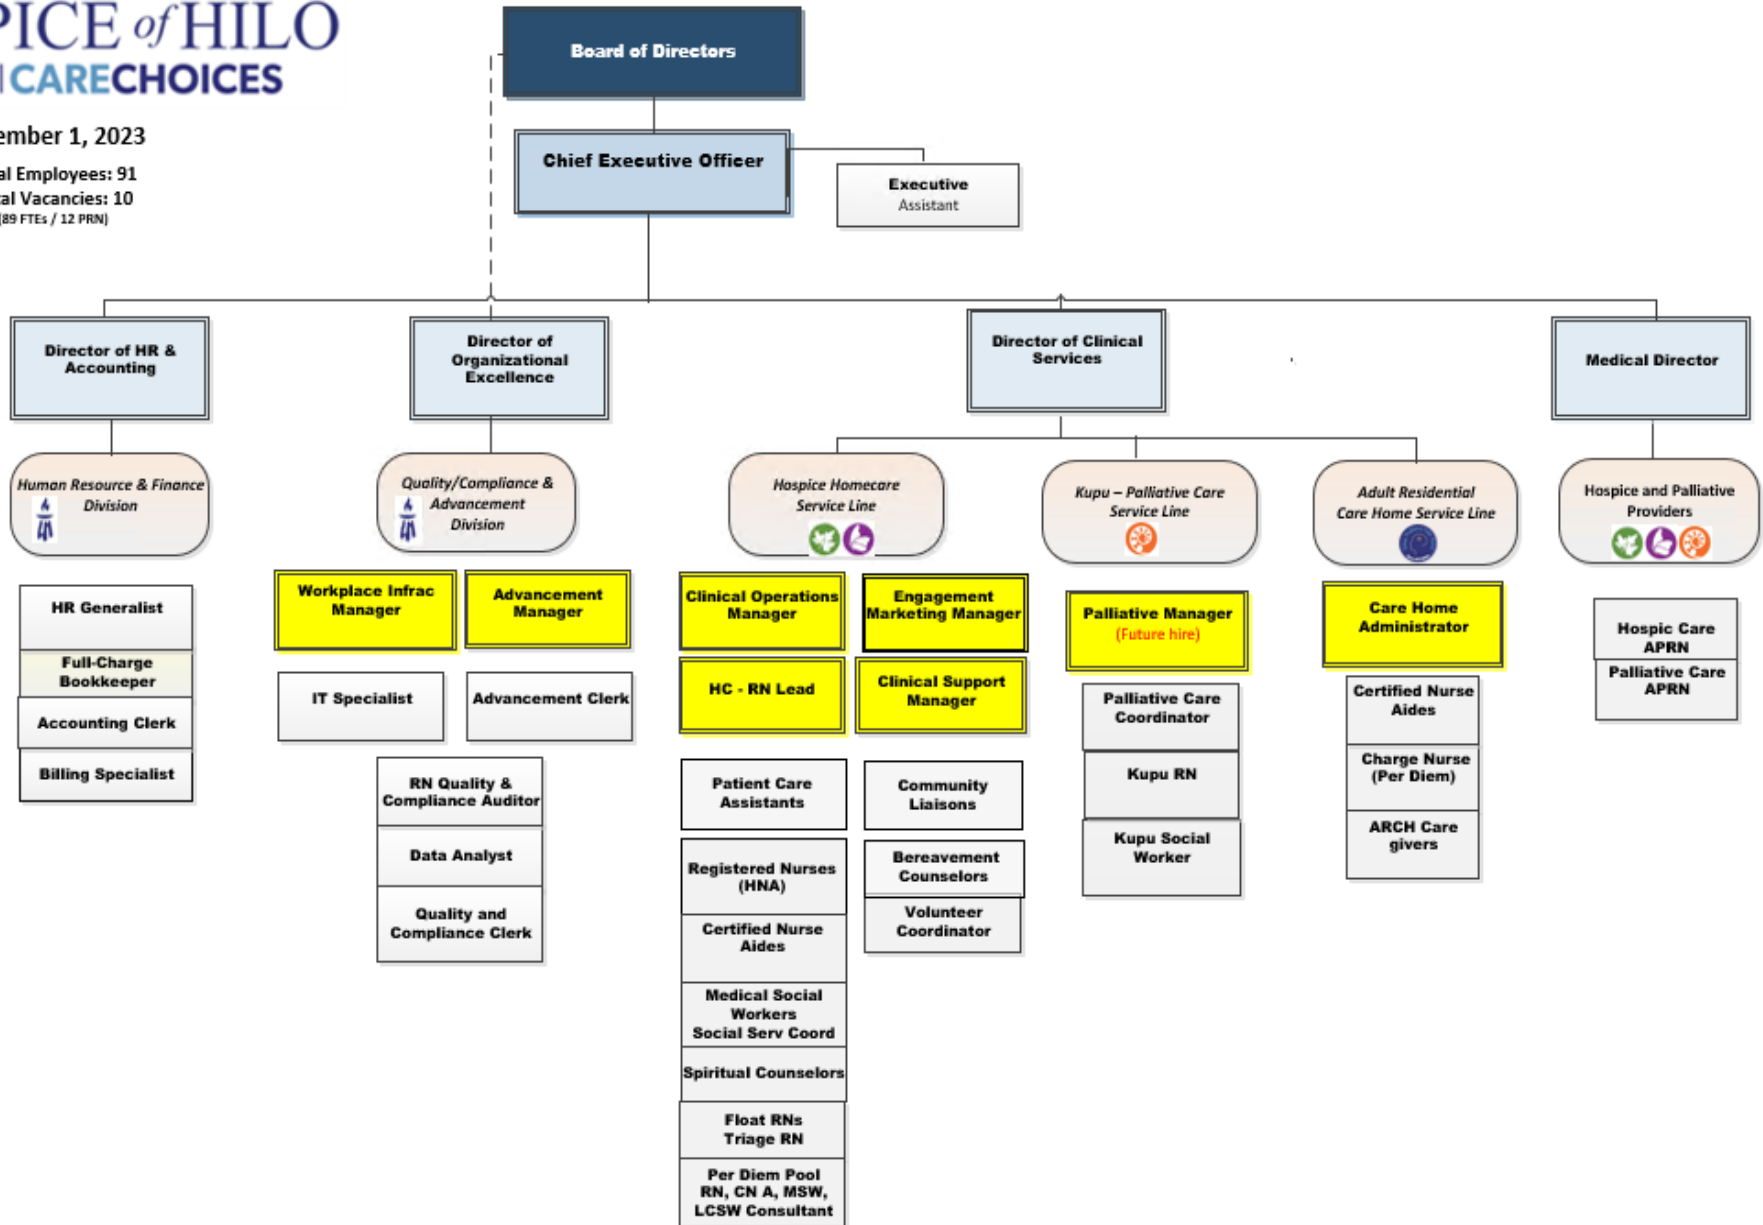 PICE of HILO
CARECHOICES
ember 1, 2023
al Employees: 91
tal Vacancies: 10
(89 FTEs / 12 PRN)
Board of Directors
Chief Executive Officer
Executive
Assistant
Director of HR &
Accounting
Director of
Organizational
Excellence
Director of Clinical
Services
Medical Director
Human Resource & Finance
Division
Quality/Compliance &
Advancement
Division
Hospice Homecare
Service Line
Kupu – Palliative Care
Service Line
Adult Residential
Care Home Service Line
Hospice and Palliative
Providers
HR Generalist
Full-Charge
Bookkeeper
Accounting Clerk
Billing Specialist
Workplace Infrac
Manager
Advancement
Manager
IT Specialist
Advancement Clerk
RN Quality &
Compliance Auditor
Data Analyst
Quality and
Compliance Clerk
Clinical Operations
Manager
Engagement
Marketing Manager
HC - RN Lead
Clinical Support
Manager
Patient Care
Assistants
Registered Nurses
(HNA)
Certified Nurse
Aides
Medical Social
Workers
Social Serv Coord
Spiritual Counselors
Float RNs
Triage RN
Per Diem Pool
RN, CN A, MSW,
LCSW Consultant
Community
Liaisons
Bereavement
Counselors
Volunteer
Coordinator
Palliative Manager
(Future hire)
Palliative Care
Coordinator
Kupu RN
Kupu Social
Worker
Care Home
Administrator
Certified Nurse
Aides
Charge Nurse
(Per Diem)
ARCH Care
givers
Hospic Care
APRN
Palliative Care
APRN